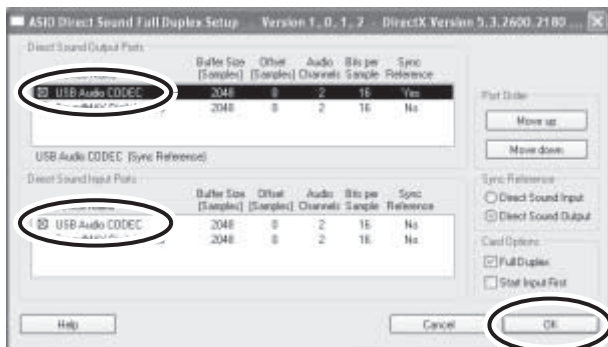 ASIO Direct Sound Full Duplex Setup Version 1, 0, 1, 2 - DirectX Version 5.3.2600.2180 ...
Direct Sound Output Ports
Buffer Size Offset Audio Bits per Sync
[Samples] [Samples] Channels Sample Reference
USB Audio CODEC 2048 0 2 16 Yes
2048 0 2 16 No
USB Audio CODEC (Sync Reference)
Direct Sound Input Ports
Buffer Size Offset Audio Bits per Sync
[Samples] [Samples] Channels Sample Reference
USB Audio CODEC 2048 0 2 16 No
2048 0 2 16 No
Port Order
Move up
Move down
Sync Reference
Direct Sound Input
Direct Sound Output
Card Options
Full Duplex
Start Input First
Help
Cancel
OK